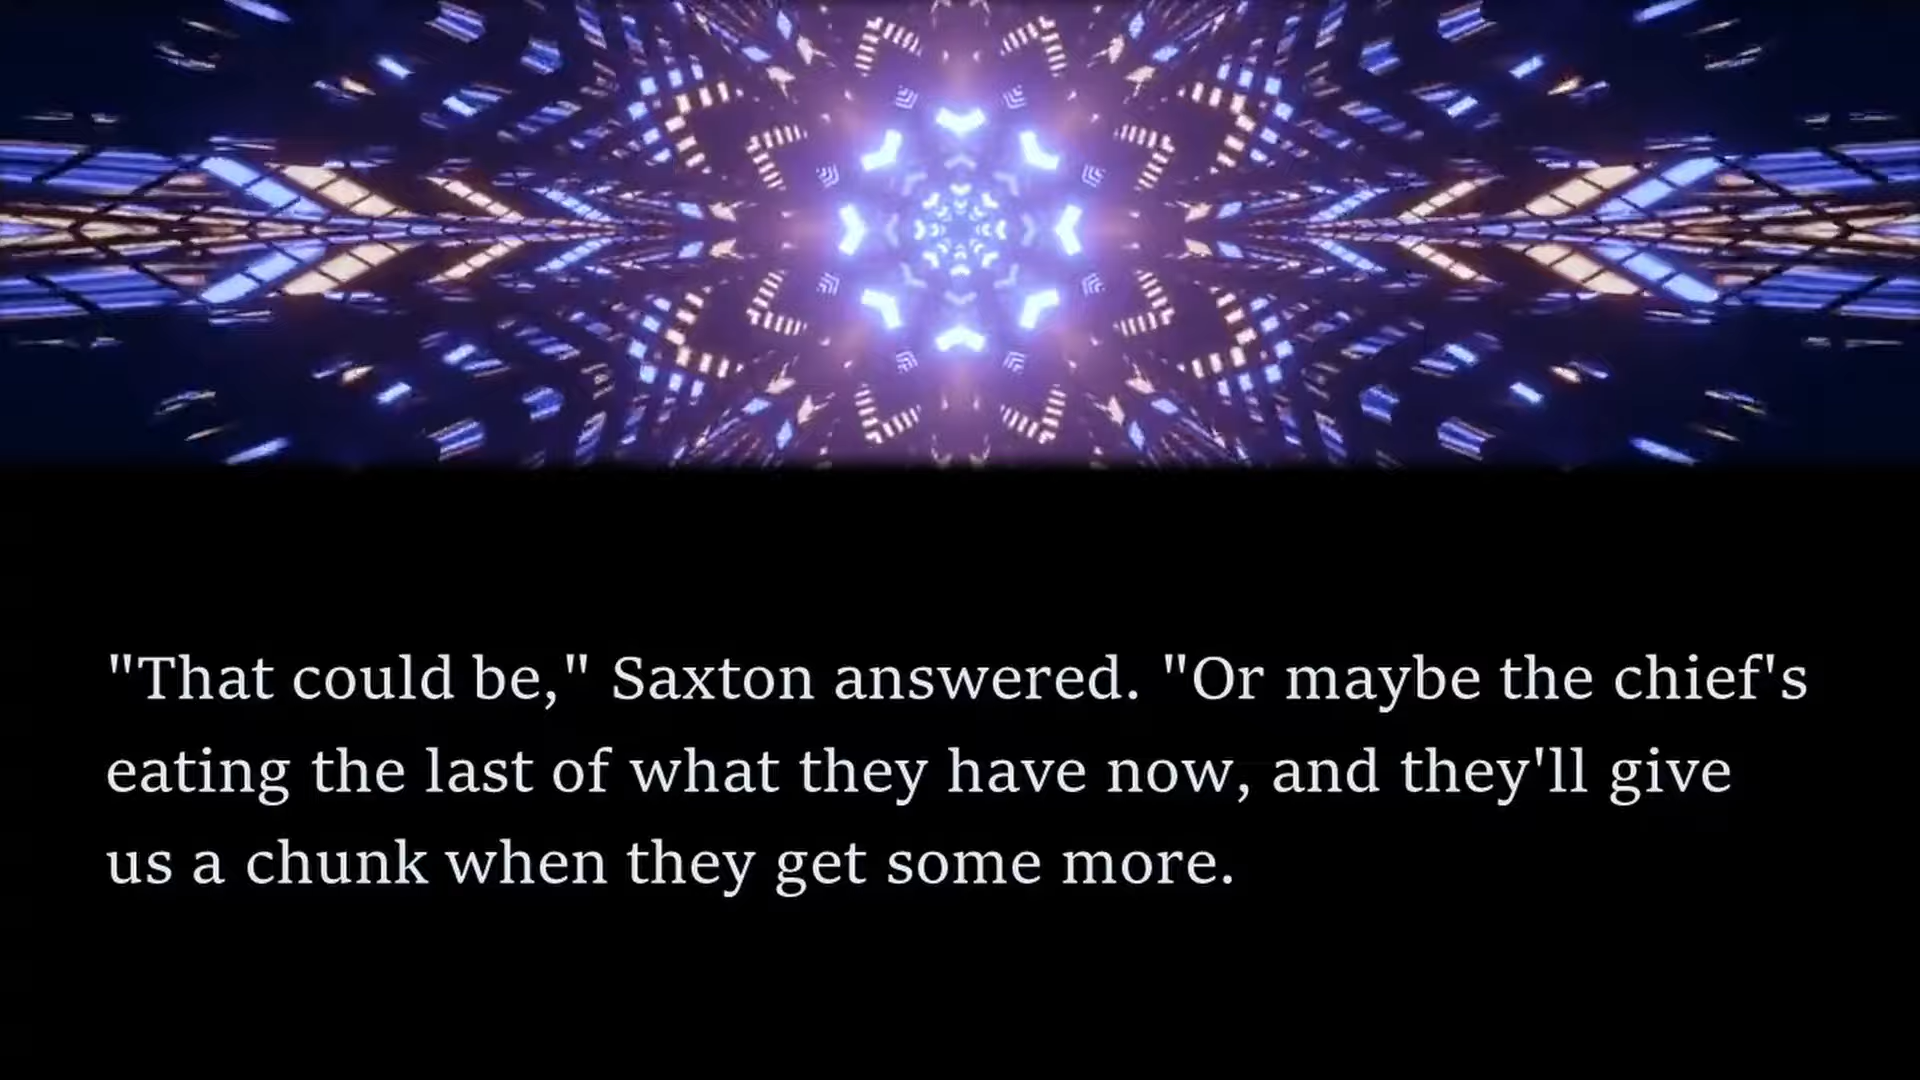 "That could be," Saxton answered. "Or maybe the chief's
eating the last of what they have now, and they'll give
us a chunk when they get some more.